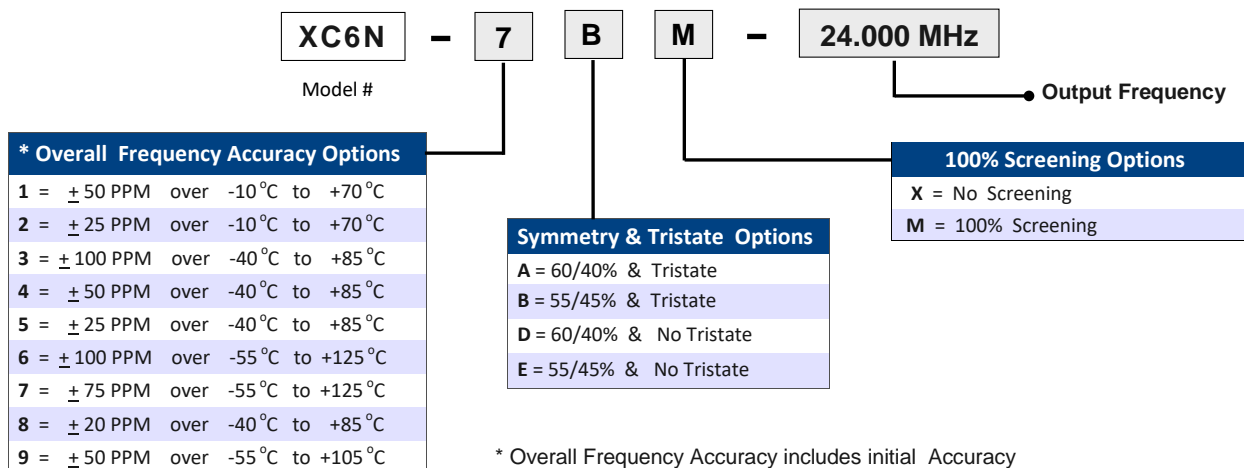 XC6N – 7 B M – 24.000 MHz
Model #
Output Frequency
* Overall Frequency Accuracy Options
1 = ± 50 PPM over -10 °C to +70 °C
2 = ± 25 PPM over -10 °C to +70 °C
3 = ± 100 PPM over -40 °C to +85 °C
4 = ± 50 PPM over -40 °C to +85 °C
5 = ± 25 PPM over -40 °C to +85 °C
6 = ± 100 PPM over -55 °C to +125 °C
7 = ± 75 PPM over -55 °C to +125 °C
8 = ± 20 PPM over -40 °C to +85 °C
9 = ± 50 PPM over -55 °C to +105 °C
Symmetry & Tristate Options
A = 60/40% & Tristate
B = 55/45% & Tristate
D = 60/40% & No Tristate
E = 55/45% & No Tristate
100% Screening Options
X = No Screening
M = 100% Screening
* Overall Frequency Accuracy includes initial Accuracy